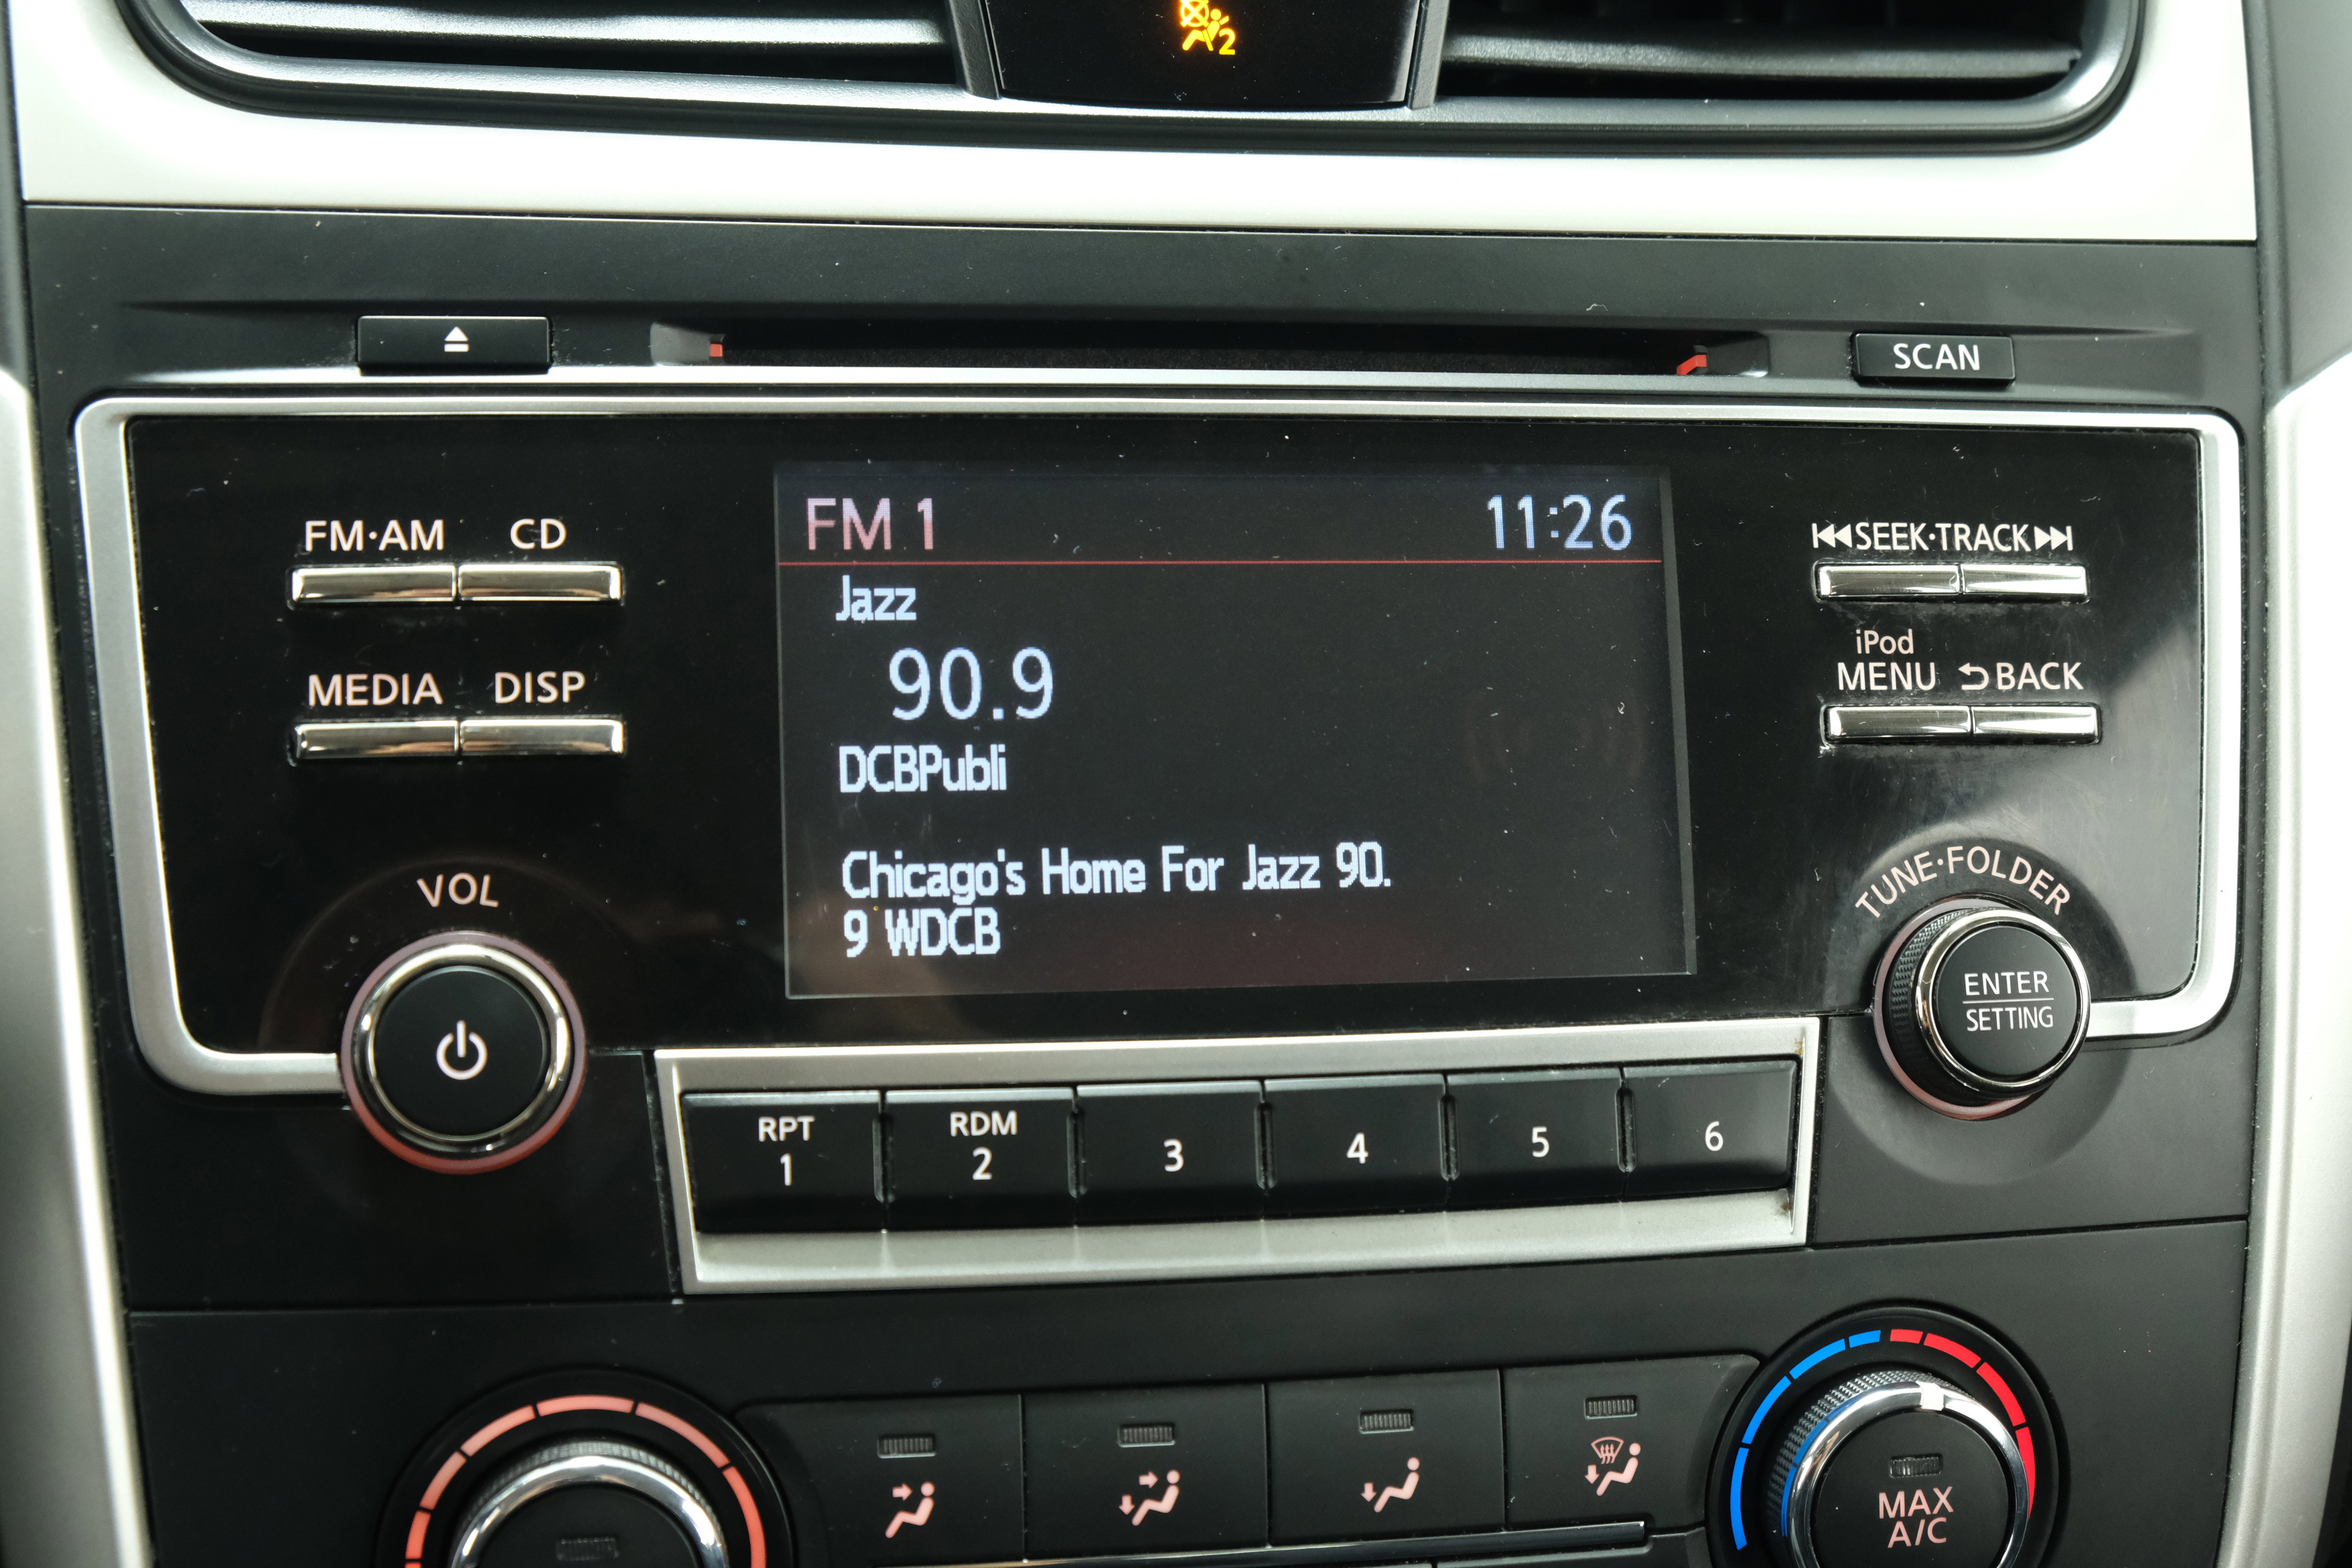 2
SCAN
FM·AM CD
FM 1 11:26
SEEK·TRACK
Jazz
iPod
MEDIA DISP
90.9
MENU BACK
DCBPubli
VOL
Chicago's Home For Jazz 90.
9 WDCB
TUNE·FOLDER
ENTER
SETTING
RPT
1
RDM
2
3
4
5
6
MAX
A/C